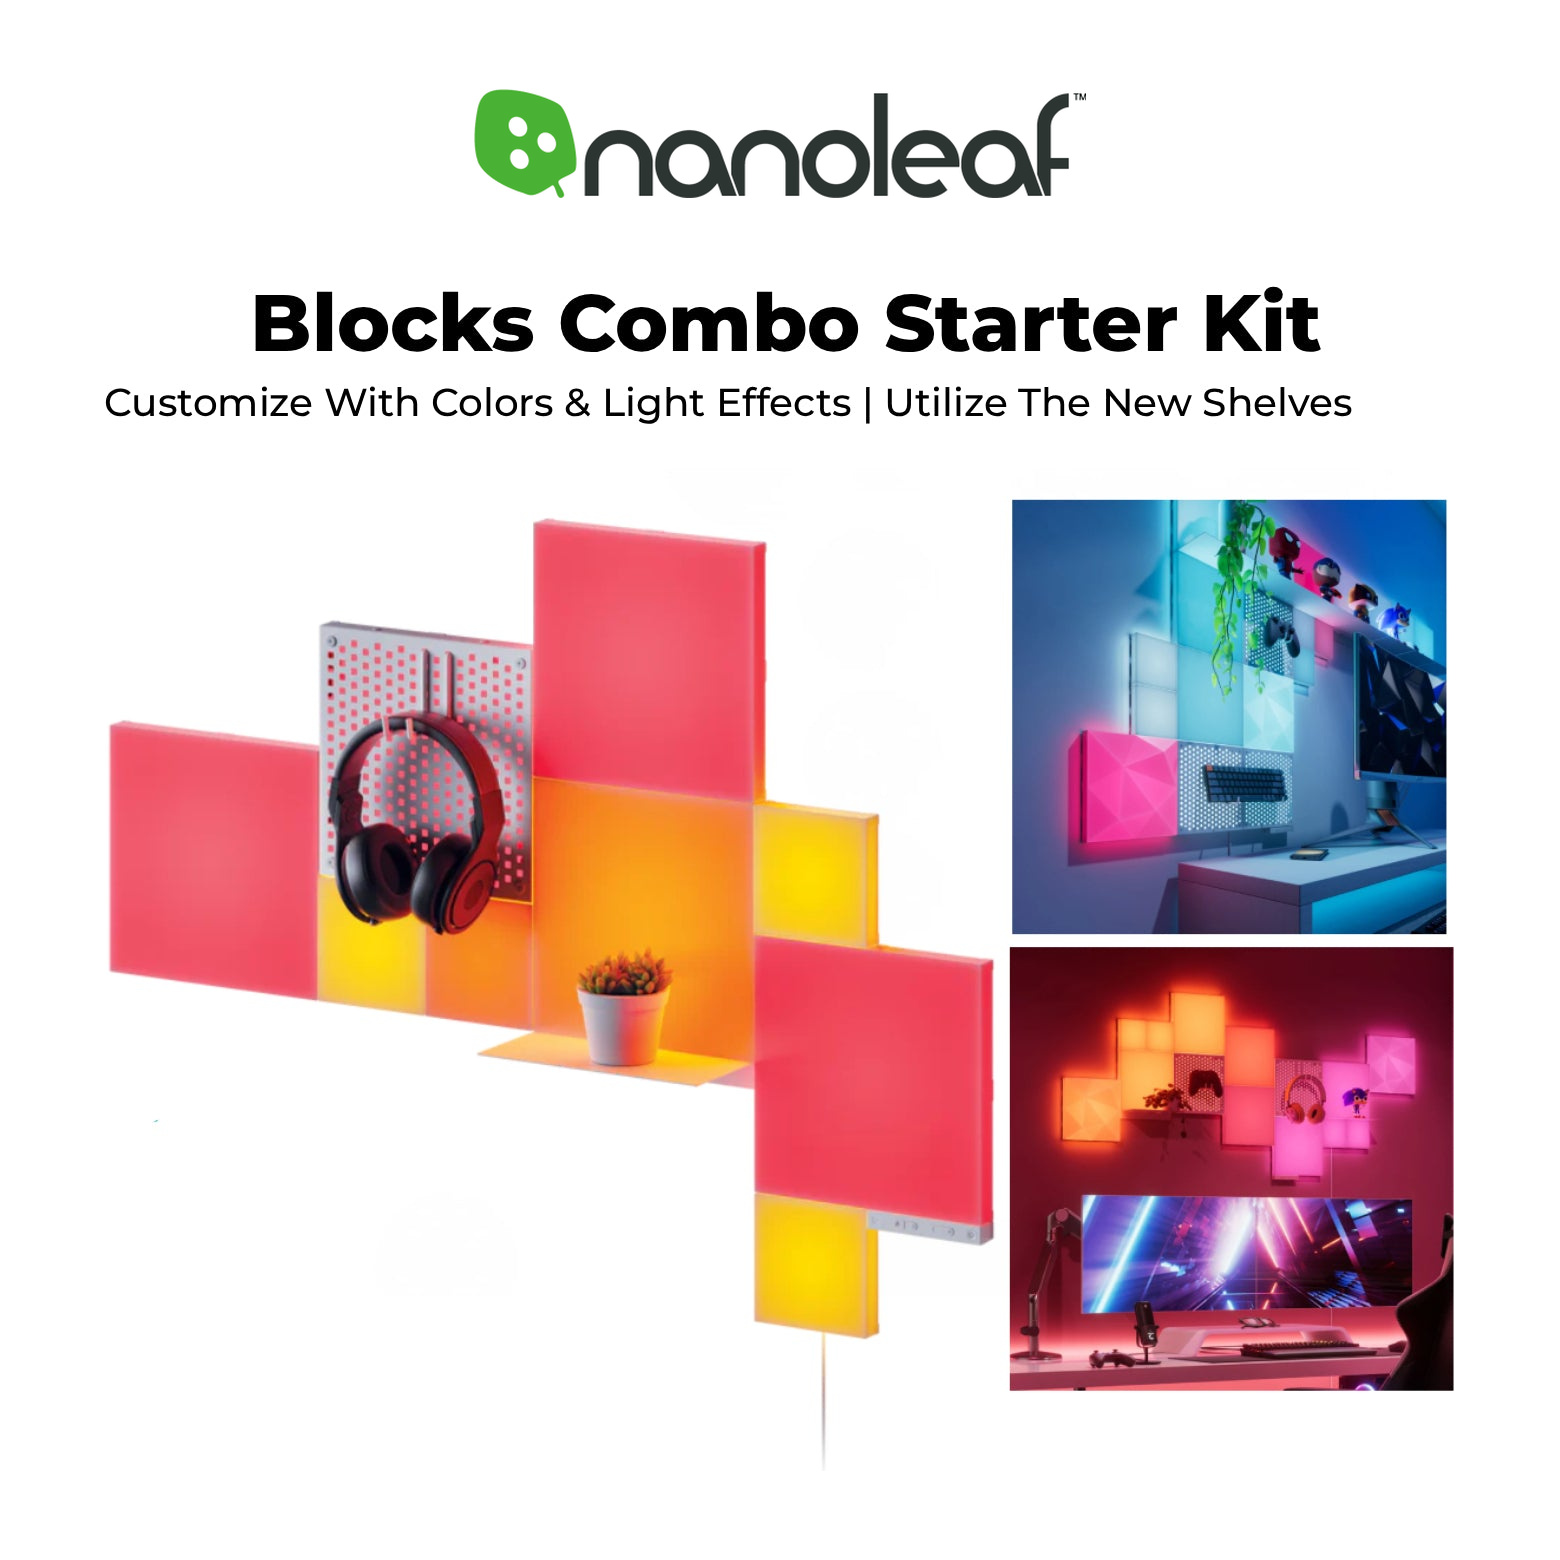 nanoleaf™
Blocks Combo Starter Kit
Customize With Colors & Light Effects | Utilize The New Shelves